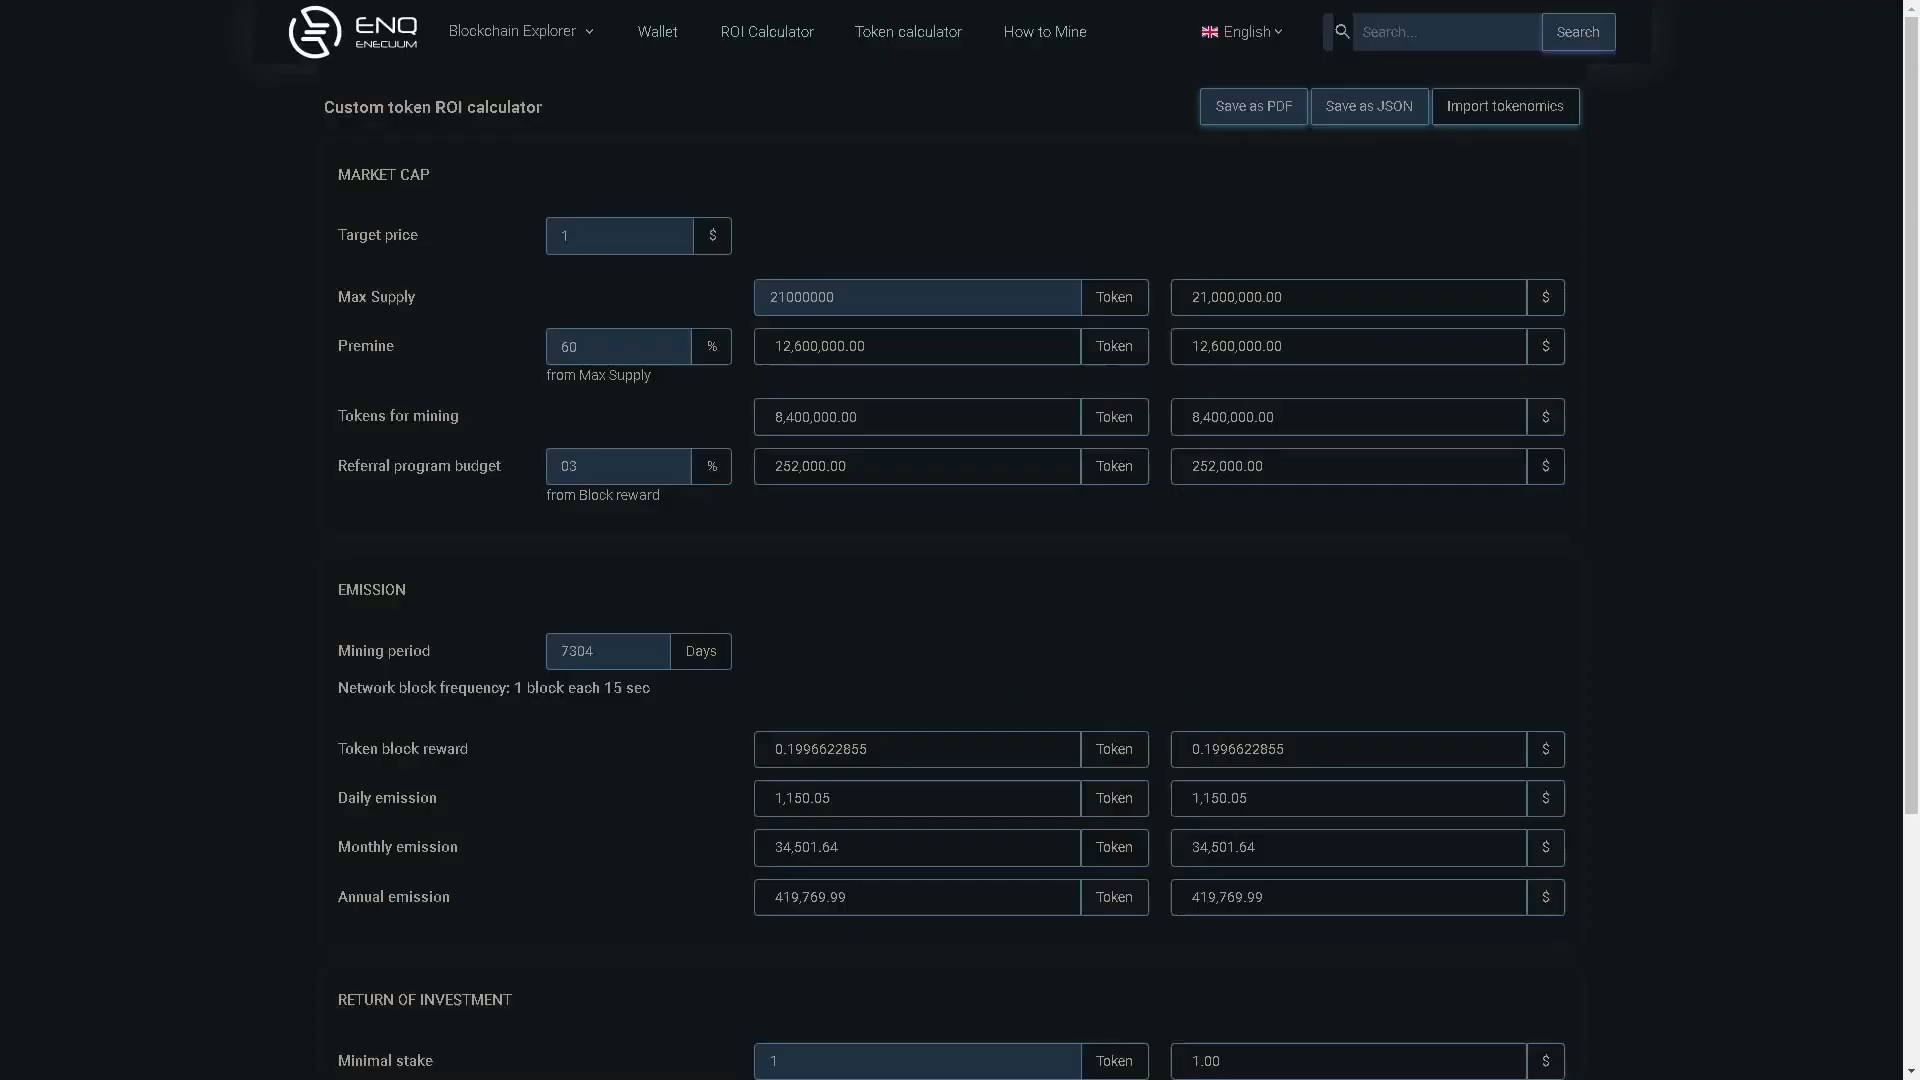 ENQ
ENECUUM
Blockchain Explorer
Wallet
ROI Calculator
Token calculator
How to Mine
English
Search...
Search
Custom token ROI calculator
Save as PDF
Save as JSON
Import tokenomics
MARKET CAP
Target price
1
$
Max Supply
21000000
Token
21,000,000.00
$
Premine
60
%
12,600,000.00
Token
12,600,000.00
$
from Max Supply
Tokens for mining
8,400,000.00
Token
8,400,000.00
$
Referral program budget
03
%
252,000.00
Token
252,000.00
$
from Block reward
EMISSION
Mining period
7304
Days
Network block frequency: 1 block each 15 sec
Token block reward
0.1996622855
Token
0.1996622855
$
Daily emission
1,150.05
Token
1,150.05
$
Monthly emission
34,501.64
Token
34,501.64
$
Annual emission
419,769.99
Token
419,769.99
$
RETURN OF INVESTMENT
Minimal stake
1
Token
1.00
$